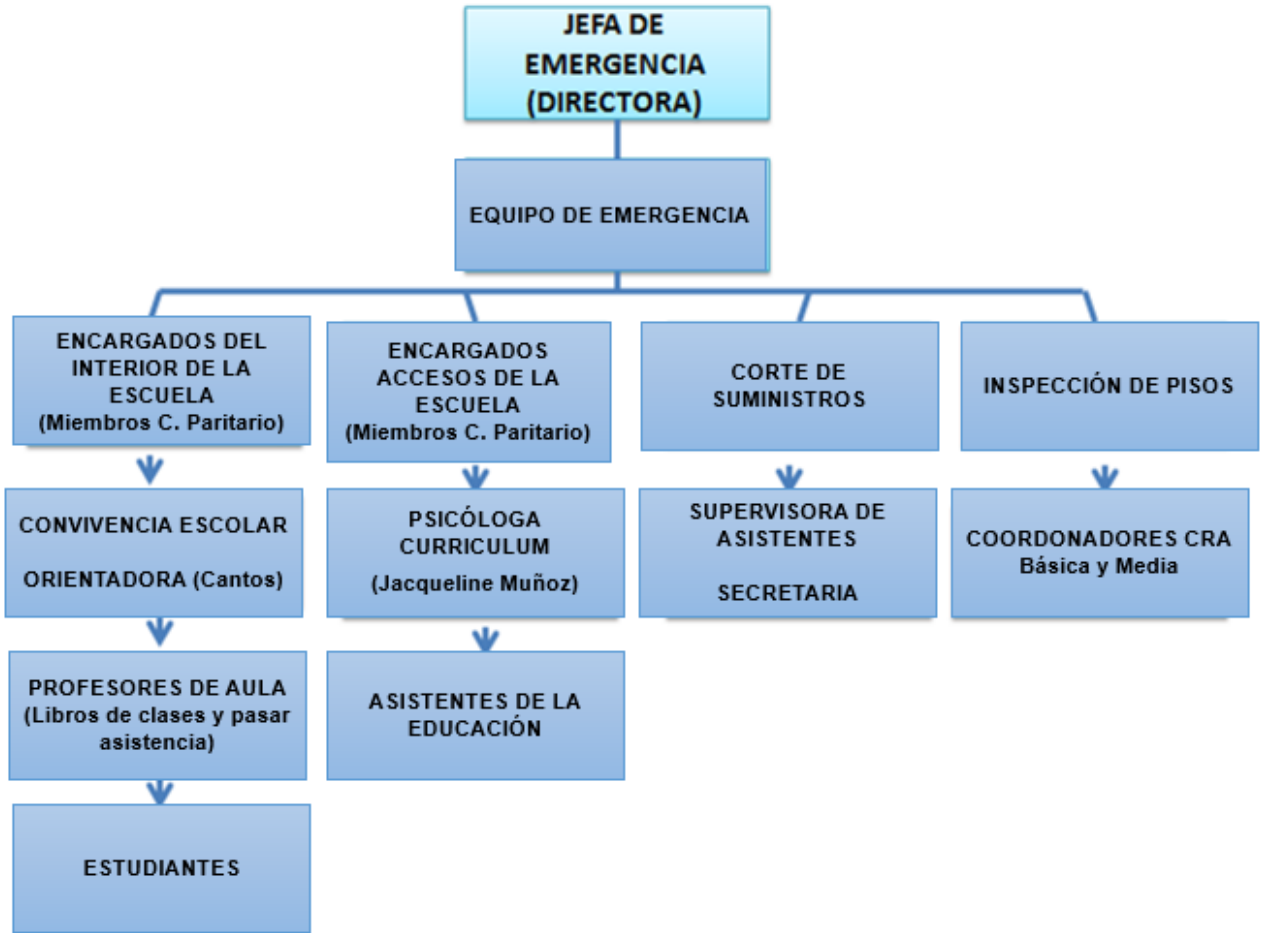 JEFA DE
EMERGENCIA
(DIRECTORA)
EQUIPO DE EMERGENCIA
ENCARGADOS DEL
INTERIOR DE LA
ESCUELA
(Miembros C. Paritario)
ENCARGADOS
ACCESOS DE LA
ESCUELA
(Miembros C. Paritario)
CORTE DE
SUMINISTROS
INSPECCIÓN DE PISOS
CONVIVENCIA ESCOLAR
ORIENTADORA (Cantos)
PSICÓLOGA
CURRICULUM
(Jacqueline Muñoz)
SUPERVISORA DE
ASISTENTES
SECRETARIA
COORDONADORES CRA
Básica y Media
PROFESORES DE AULA
(Libros de clases y pasar
asistencia)
ASISTENTES DE LA
EDUCACIÓN
ESTUDIANTES